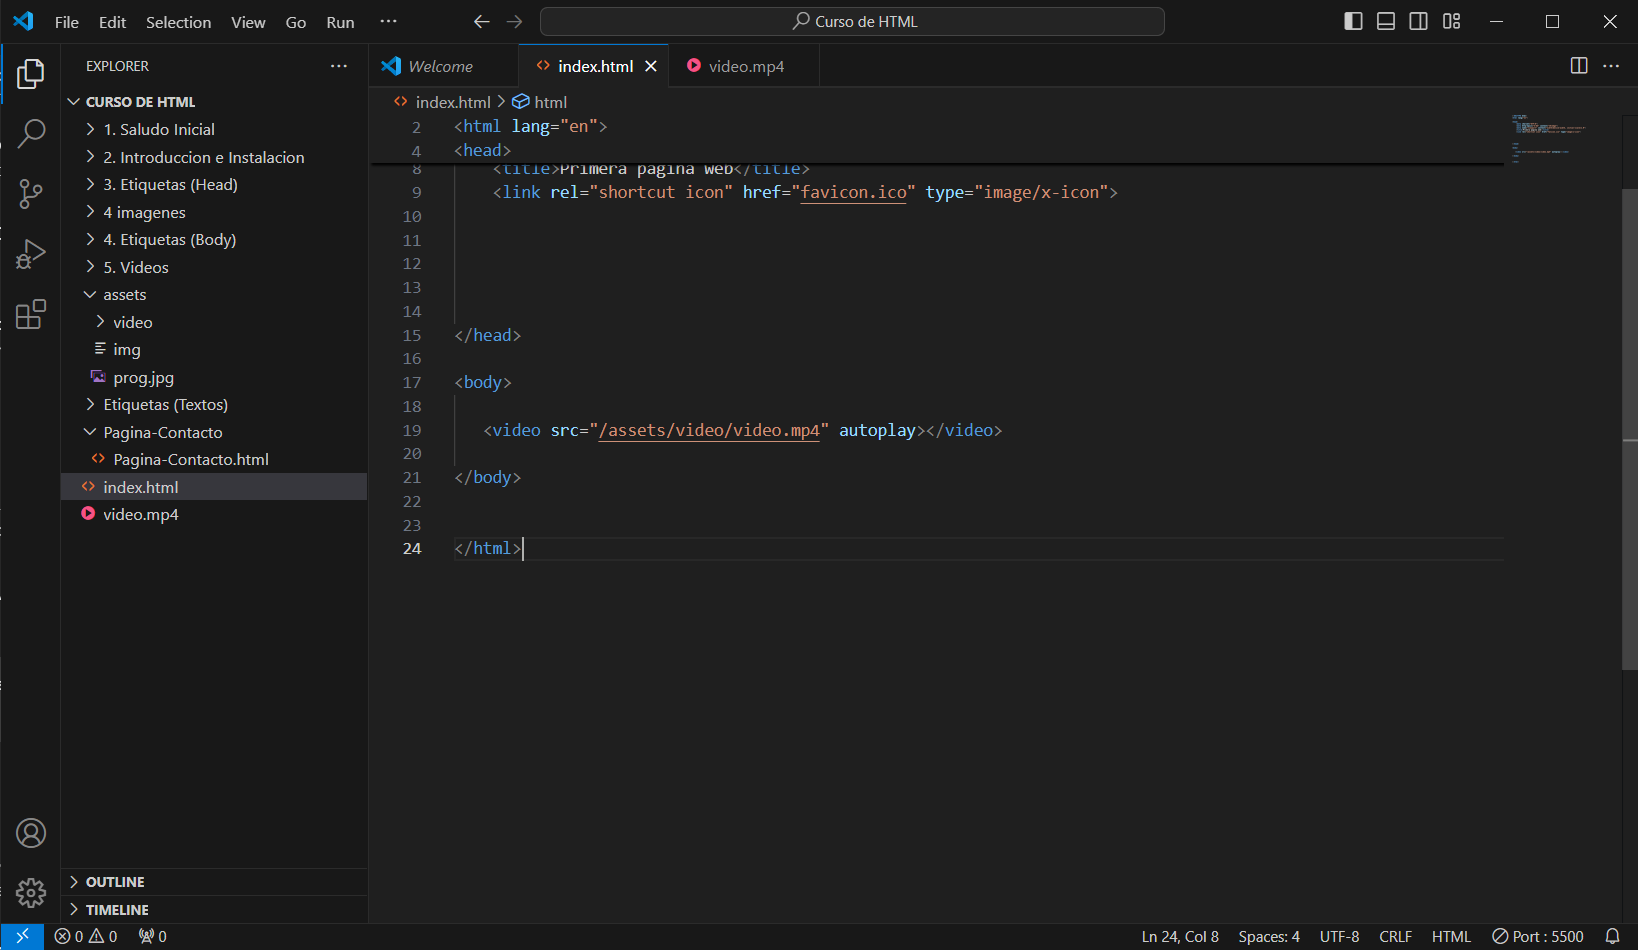 File Edit Selection View Go Run ···
Curso de HTML
EXPLORER
Welcome
index.html
video.mp4
CURSO DE HTML
1. Saludo Inicial
2. Introduccion e Instalacion
3. Etiquetas (Head)
4 imagenes
4. Etiquetas (Body)
5. Videos
assets
video
img
prog.jpg
Etiquetas (Textos)
Pagina-Contacto
Pagina-Contacto.html
index.html
video.mp4
OUTLINE
TIMELINE
index.html > html
2 <html lang="en">
4 <head>
8 <title>Primera pagina web</title>
9 <link rel="shortcut icon" href="favicon.ico" type="image/x-icon">
10
11
12
13
14
15 </head>
16
17 <body>
18
19 <video src="/assets/video/video.mp4" autoplay></video>
20
21 </body>
22
23
24 </html>
0 0 0
Ln 24, Col 8 Spaces: 4 UTF-8 CRLF HTML Port : 5500